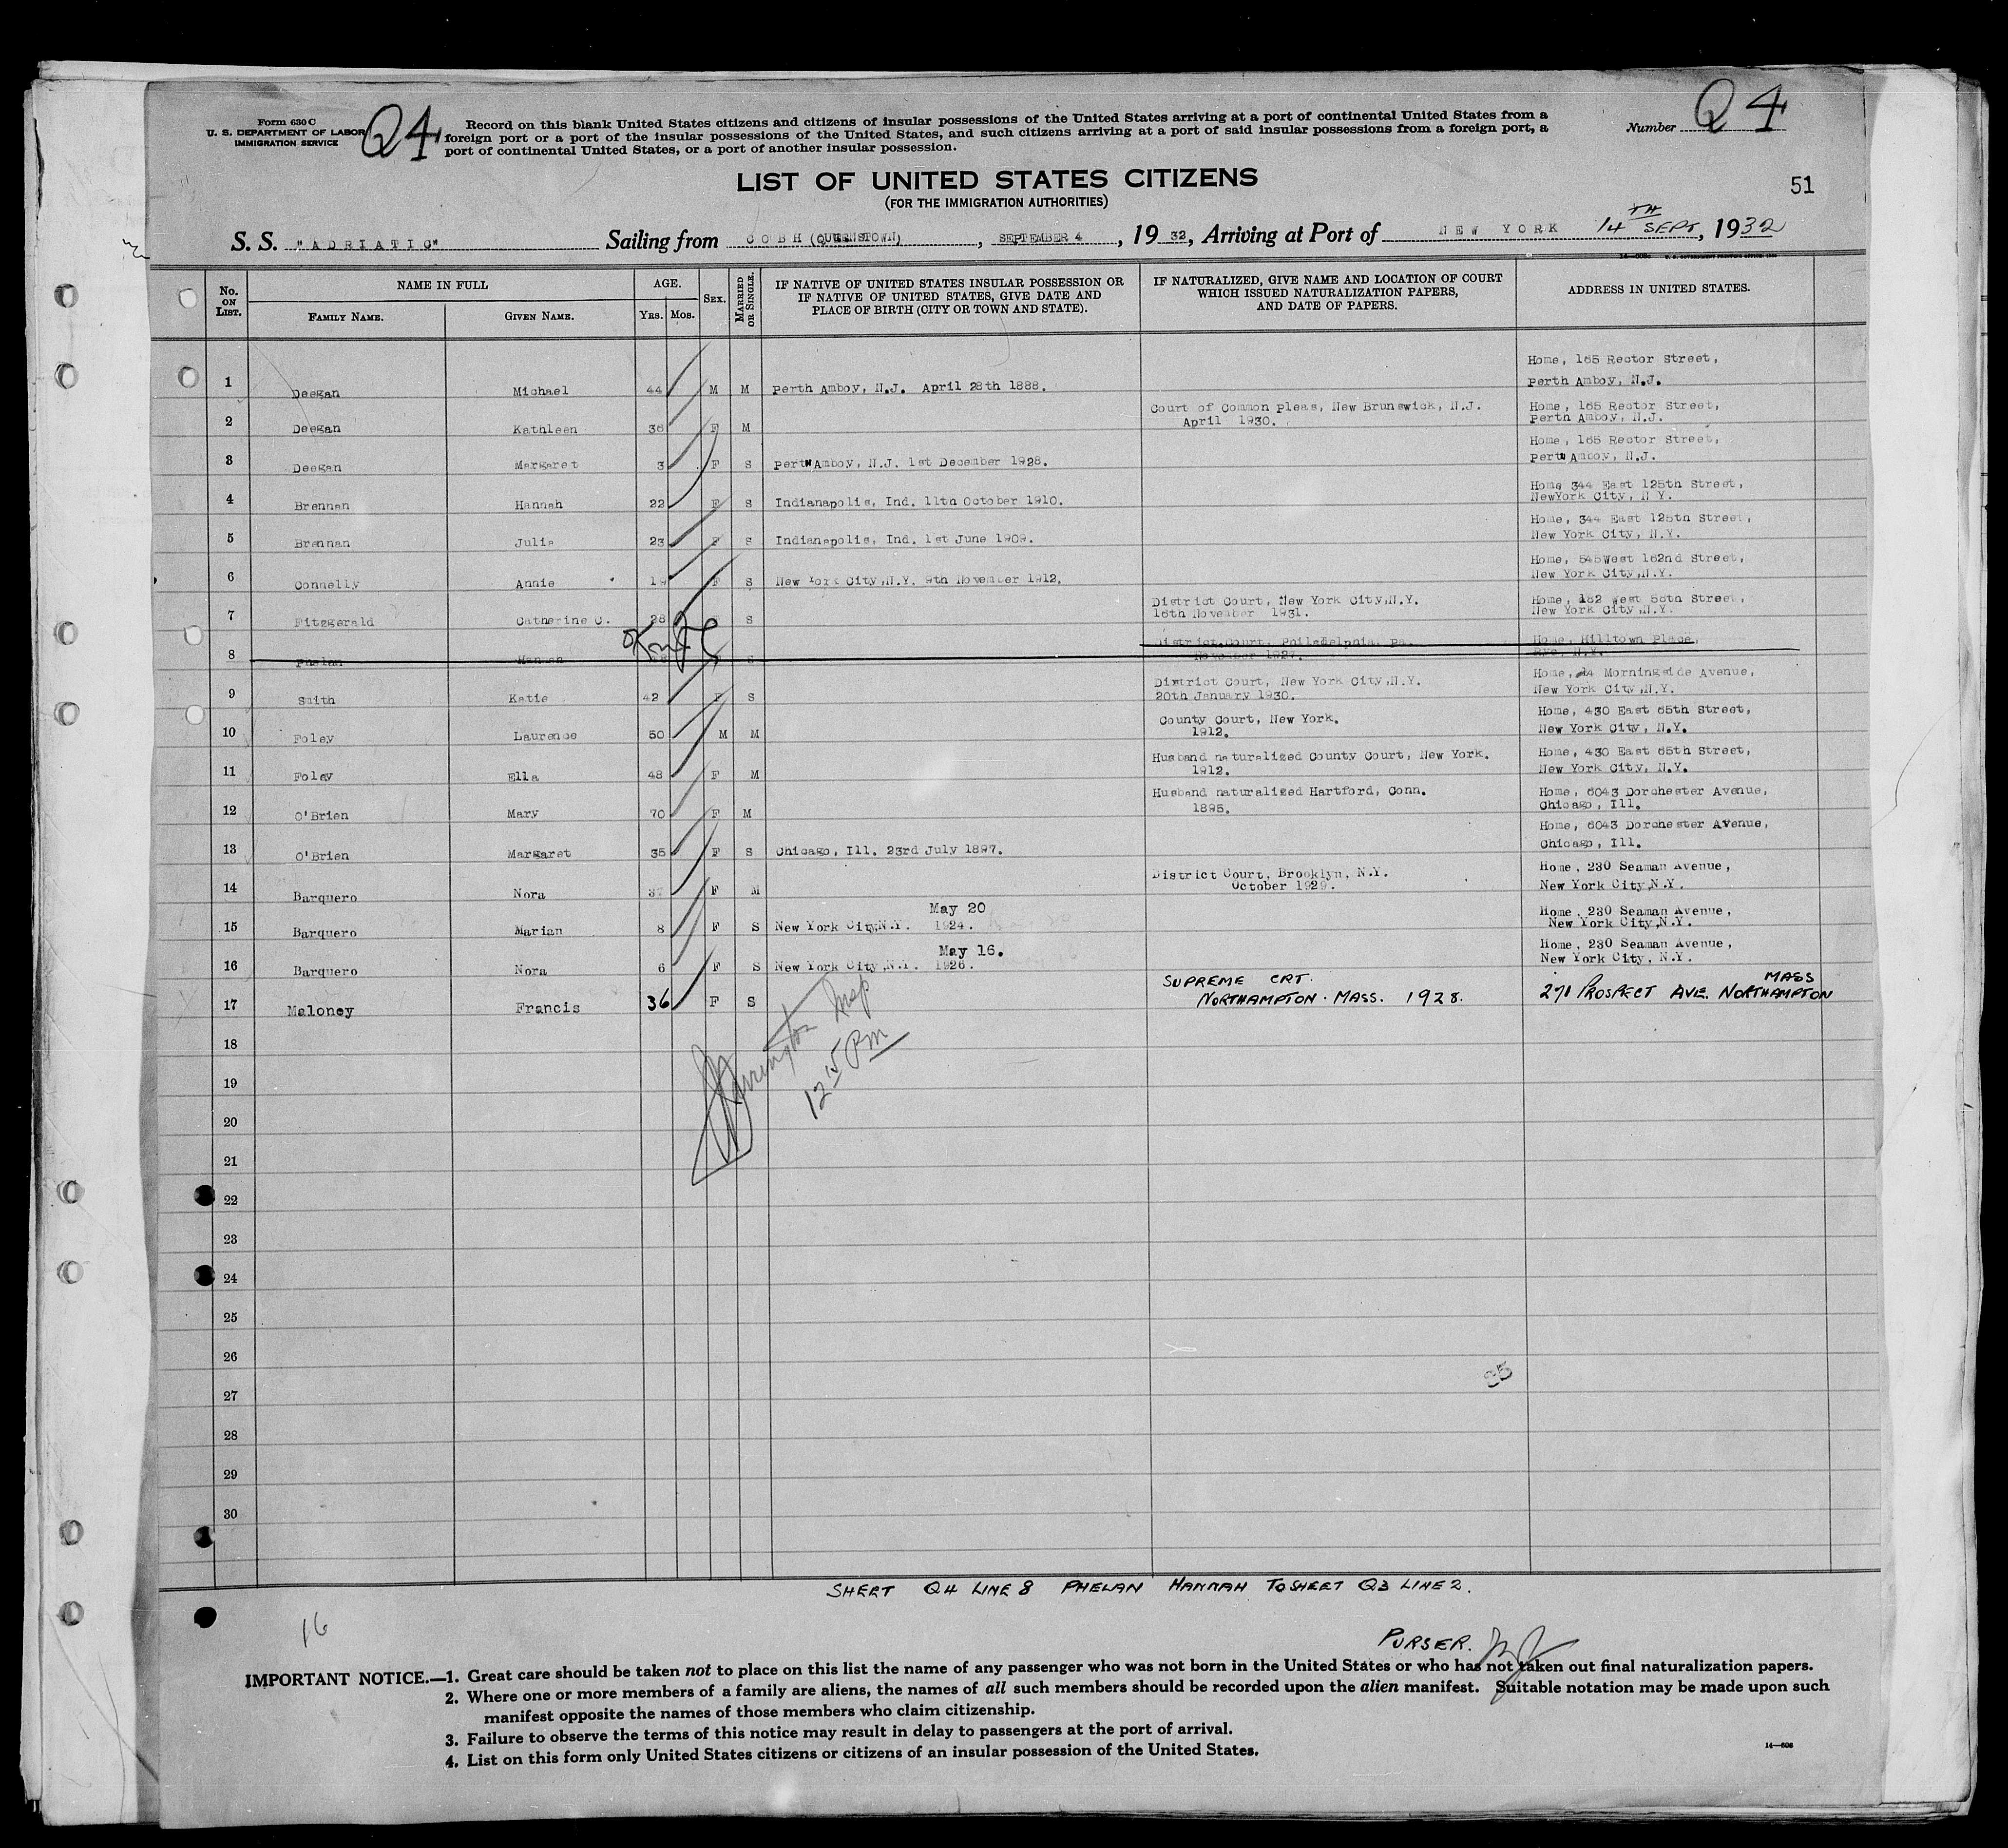 Form 630 C
U. S. DEPARTMENT OF LABOR
IMMIGRATION SERVICE
Q4
Record on this blank United States citizens and citizens of insular possessions of the United States arriving at a port of continental United States from a
foreign port or a port of the insular possessions of the United States, and such citizens arriving at a port of said insular possessions from a foreign port, a
port of continental United States, or a port of another insular possession.
Number Q4
LIST OF UNITED STATES CITIZENS
(FOR THE IMMIGRATION AUTHORITIES)
51
S. S. "ADRIATIC" Sailing from COBH (QUEENSTOWN), SEPTEMBER 4, 1932, Arriving at Port of NEW YORK 14TH SEPT, 1932
No. ON LIST. NAME IN FULL AGE. SEX. MARRIED OR SINGLE. IF NATIVE OF UNITED STATES INSULAR POSSESSION OR IF NATIVE OF UNITED STATES, GIVE DATE AND PLACE OF BIRTH (CITY OR TOWN AND STATE). IF NATURALIZED, GIVE NAME AND LOCATION OF COURT WHICH ISSUED NATURALIZATION PAPERS, AND DATE OF PAPERS. ADDRESS IN UNITED STATES.
FAMILY NAME. GIVEN NAME. YRS. MOS.
1 Deegan Michael 44 M M Perth Amboy, N.J. April 28th 1888. Home, 165 Rector Street, Perth Amboy, N.J.
2 Deegan Kathleen 36 F M Court of Common Pleas, New Brunswick, N.J. April 1930. Home, 165 Rector Street, Perth Amboy, N.J.
3 Deegan Margaret 3 F S Perth Amboy, N.J. 1st December 1928. Home, 165 Rector Street, Perth Amboy, N.J.
4 Brennan Hannah 22 F S Indianapolis, Ind. 11th October 1910. Home 344 East 125th Street, NewYork City, N Y.
5 Brennan Julia 23 F S Indianapolis, Ind. 1st June 1909. Home, 344 East 125th Street, New York City, N.Y.
6 Connelly Annie 19 F S New York City,N.Y. 9th November 1912. Home, 545West 162nd Street, New York City,N.Y.
7 Fitzgerald Catherine C. 28 S District Court, New York City,N.Y. 16th November 1931. Home, 162 West 56th Street, New York City,N.Y.
8 Phelan Hannah S District Court, Philadelphia, Pa. November 1927. Home, Hilltown Place, Rye, N.Y.
9 Smith Katie 42 F S District Court, New York City,N.Y. 20th January 1930. Home, 44 Morningside Avenue, New York City,N.Y.
10 Foley Laurence 50 M M County Court, New York. 1912. Home, 430 East 65th Street, New York City, N.Y.
11 Foley Ella 48 F M Husband naturalized County Court, New York. 1912. Home, 430 East 65th Street, New York City, N.Y.
12 O'Brien Mary 70 F M Husband naturalized Hartford, Conn. 1895. Home, 6043 Dorchester Avenue, Chicago, Ill.
13 O'Brien Margaret 35 F S Chicago, Ill. 23rd July 1897. Home, 6043 Dorchester Avenue, Chicago, Ill.
14 Barquero Nora 37 F M District Court, Brooklyn, N.Y. October 1929. Home, 230 Seaman Avenue, New York City,N.Y.
15 Barquero Marian 8 F S New York City,N.Y. May 20 1924. Home, 230 Seaman Avenue, New York City,N.Y.
16 Barquero Nora 6 F S New York City,N.Y. May 16. 1926. Home, 230 Seaman Avenue, New York City, N.Y.
17 Maloney Francis 36 F S SUPREME CRT. NORTHAMPTON. MASS. 1928. 271 PROSPECT AVE. NORTHAMPTON MASS
Insp
12 15 PM
18
19
20
21
22
23
24
25
26
27
28
29
30
SHEET Q4 LINE 8 PHELAN HANNAH TO SHEET Q3 LINE 2.
16
PURSER.
IMPORTANT NOTICE.—1. Great care should be taken not to place on this list the name of any passenger who was not born in the United States or who has not taken out final naturalization papers.
2. Where one or more members of a family are aliens, the names of all such members should be recorded upon the alien manifest. Suitable notation may be made upon such
manifest opposite the names of those members who claim citizenship.
3. Failure to observe the terms of this notice may result in delay to passengers at the port of arrival.
4. List on this form only United States citizens or citizens of an insular possession of the United States.
14—606